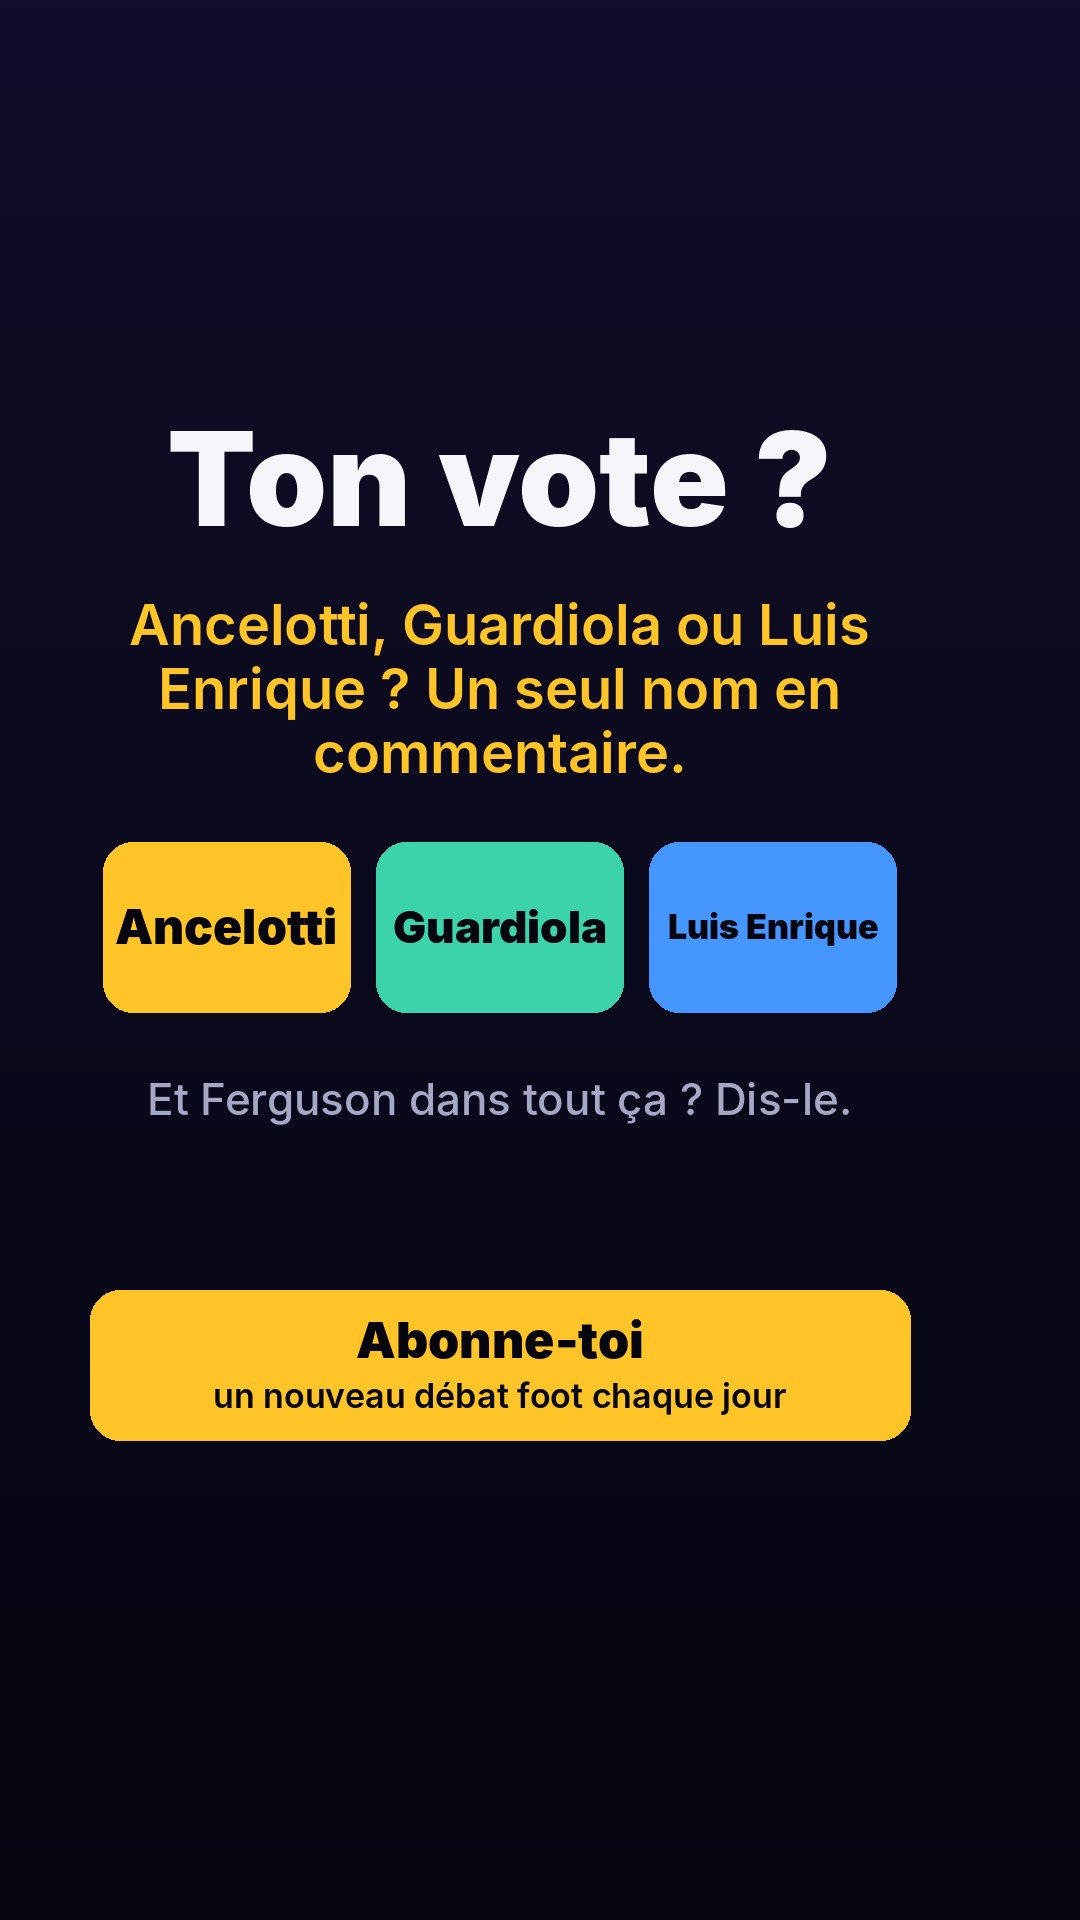 Ton vote ?
Ancelotti, Guardiola ou Luis
Enrique ? Un seul nom en
commentaire.
Ancelotti
Guardiola
Luis Enrique
Et Ferguson dans tout ça ? Dis-le.
Abonne-toi
un nouveau débat foot chaque jour